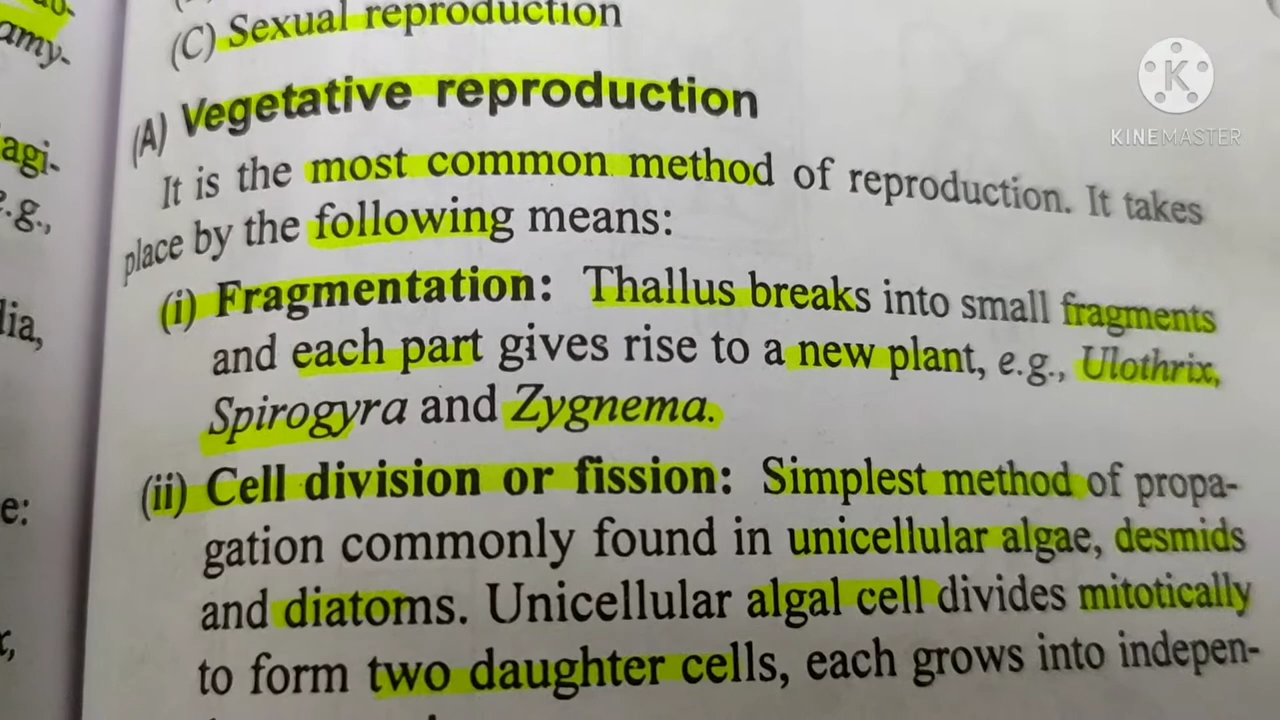 (C) Sexual reproduction
(A) Vegetative reproduction
It is the most common method of reproduction. It takes
place by the following means:
(i) Fragmentation: Thallus breaks into small fragments
and each part gives rise to a new plant, e.g., Ulothrix,
Spirogyra and Zygnema.
(ii) Cell division or fission: Simplest method of propa-
gation commonly found in unicellular algae, desmids
and diatoms. Unicellular algal cell divides mitotically
to form two daughter cells, each grows into indepen-
amy-
agi-
e.g.,
lia,
e:
KINEMASTER